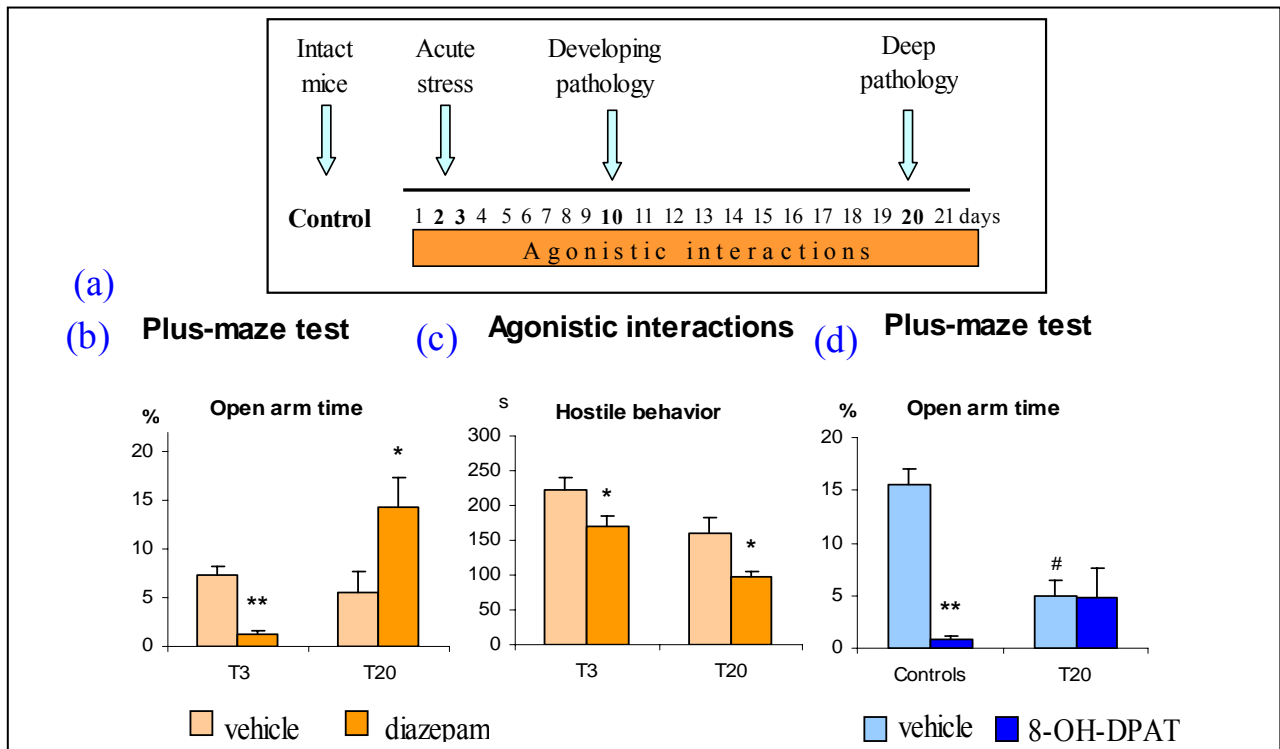 Intact
mice
Acute
stress
Developing
pathology
Deep
pathology
Control
1 2 3 4 5 6 7 8 9 10 11 12 13 14 15 16 17 18 19 20 21 days
Agonistic interactions
(a)
(b) Plus-maze test
(c) Agonistic interactions
(d) Plus-maze test
% Open arm time
20
15
10
5
0
**
*
T3 T20
vehicle diazepam
s Hostile behavior
300
250
200
150
100
50
0
*
*
T3 T20
% Open arm time
20
15
10
5
0
**
#
Controls T20
vehicle 8-OH-DPAT